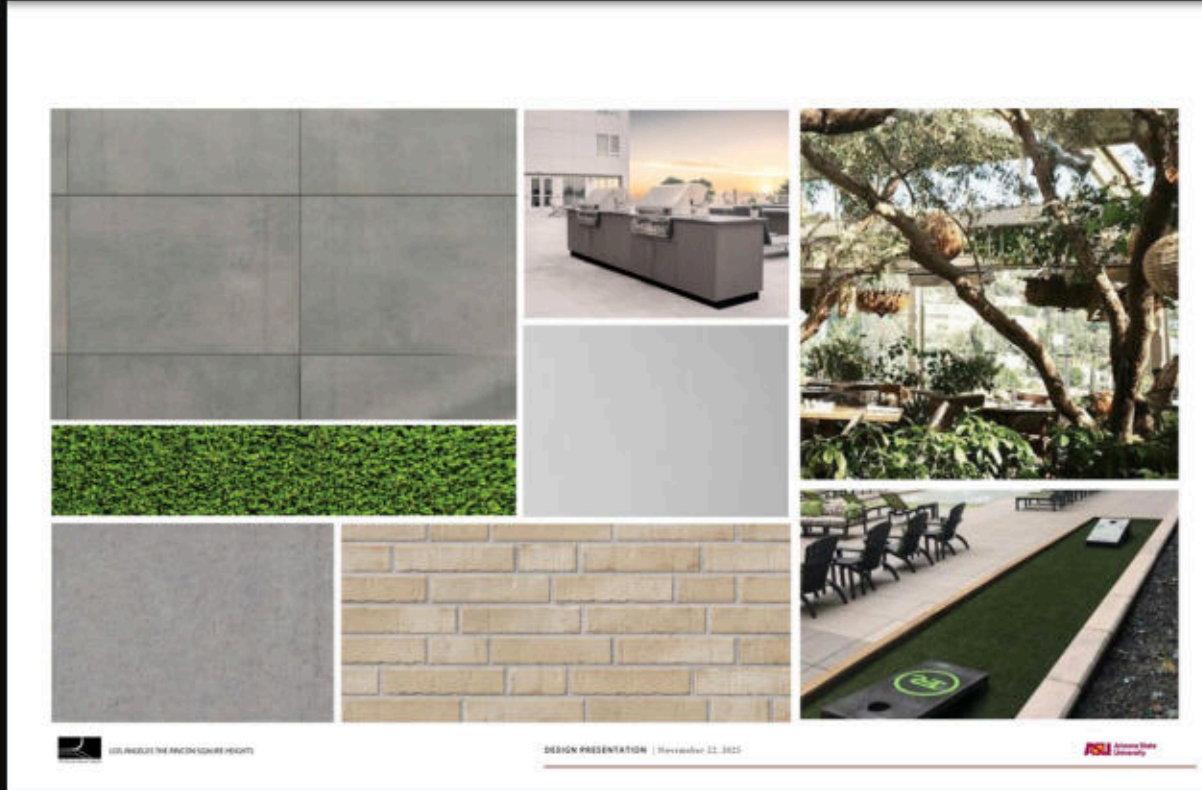 LOS ANGELES THE RINCON SQUARE HEIGHTS
DESIGN PRESENTATION | November 22, 2025
ASU Arizona State
University